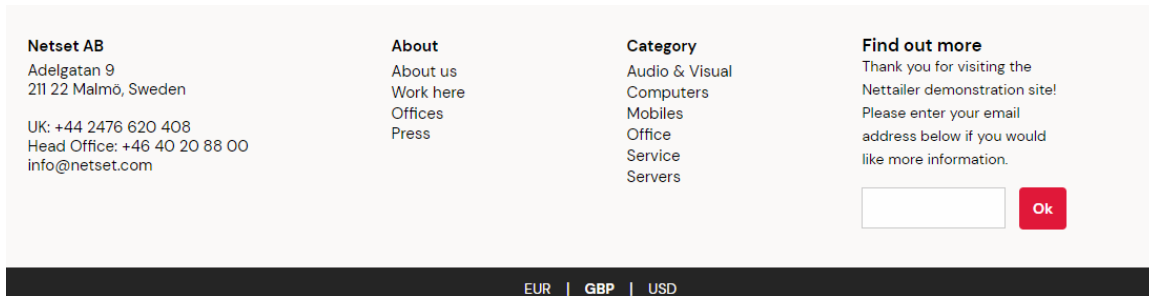 Netset AB
Adelgatan 9
211 22 Malmö, Sweden
UK: +44 2476 620 408
Head Office: +46 40 20 88 00
info@netset.com
About
About us
Work here
Offices
Press
Category
Audio & Visual
Computers
Mobiles
Office
Service
Servers
Find out more
Thank you for visiting the
Nettailer demonstration site!
Please enter your email
address below if you would
like more information.
Ok
EUR | GBP | USD